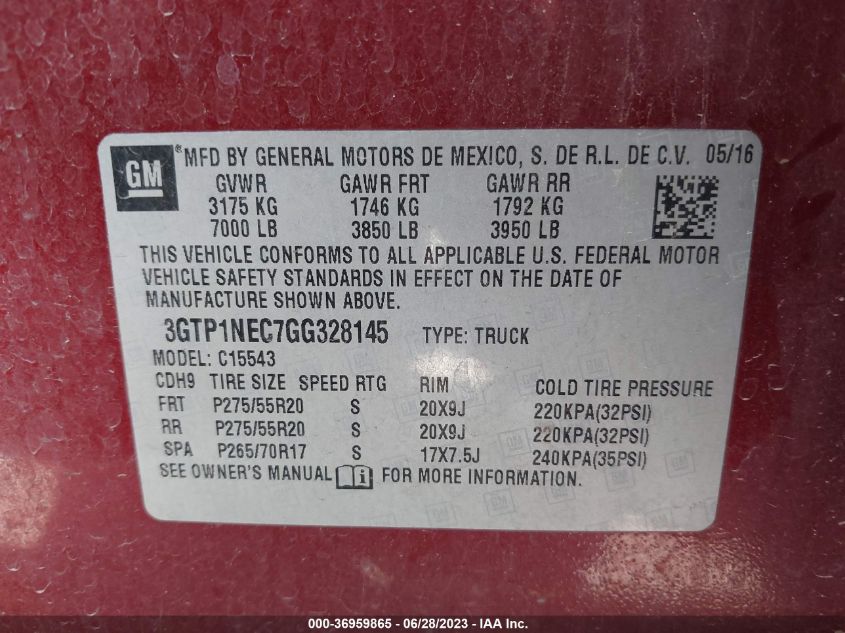 GM
®MFD BY GENERAL MOTORS DE MEXICO, S. DE R.L. DE C.V. 05/16
GVWR GAWR FRT GAWR RR
3175 KG 1746 KG 1792 KG
7000 LB 3850 LB 3950 LB
THIS VEHICLE CONFORMS TO ALL APPLICABLE U.S. FEDERAL MOTOR
VEHICLE SAFETY STANDARDS IN EFFECT ON THE DATE OF
MANUFACTURE SHOWN ABOVE.
3GTP1NEC7GG328145 TYPE: TRUCK
MODEL: C15543
CDH9 TIRE SIZE SPEED RTG RIM COLD TIRE PRESSURE
FRT P275/55R20 S 20X9J 220KPA(32PSI)
RR P275/55R20 S 20X9J 220KPA(32PSI)
SPA P265/70R17 S 17X7.5J 240KPA(35PSI)
SEE OWNER'S MANUAL i FOR MORE INFORMATION.
000-36959865 - 06/28/2023 - IAAI.com. Copyright IAA, LLC.